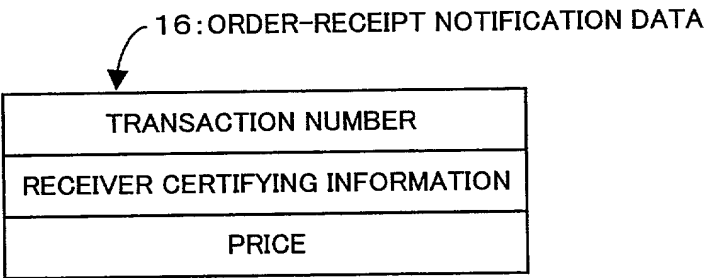 16:ORDER-RECEIPT NOTIFICATION DATA
TRANSACTION NUMBER
RECEIVER CERTIFYING INFORMATION
PRICE